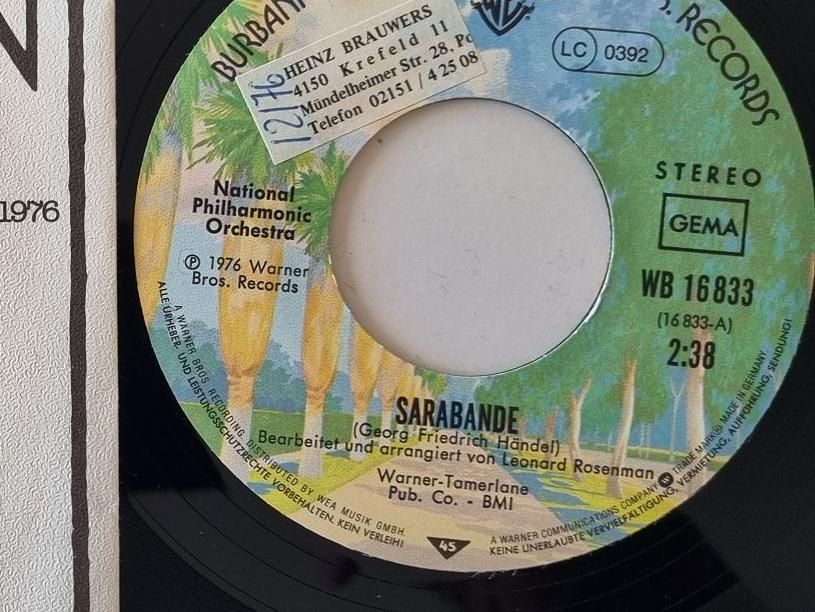 1976
HEINZ BRAUWERS
4150 Krefeld 11
Mündelheimer Str. 28,
Telefon 02151 / 4 25 08
12/76
RECORDS
LC 0392
STEREO
GEMA
WB 16 833
(16 833-A)
2:38
National
Philharmonic
Orchestra
Ⓟ 1976 Warner
Bros. Records
SARABANDE
(Georg Friedrich Händel)
Bearbeitet und arrangiert von Leonard Rosenman
Warner-Tamerlane
Pub. Co. - BMI
A WARNER BROS. RECORDING. DISTRIBUTED BY WEA MUSIK GMBH.
ALLE URHEBER- UND LEISTUNGSSCHUTZRECHTE VORBEHALTEN. KEIN VERLEIH!
45
A WARNER COMMUNICATIONS COMPANY TRADE MARK® MADE IN GERMANY
KEINE UNERLAUBTE VERVIELFÄLTIGUNG, VERMIETUNG, AUFFÜHRUNG, SENDUNG!